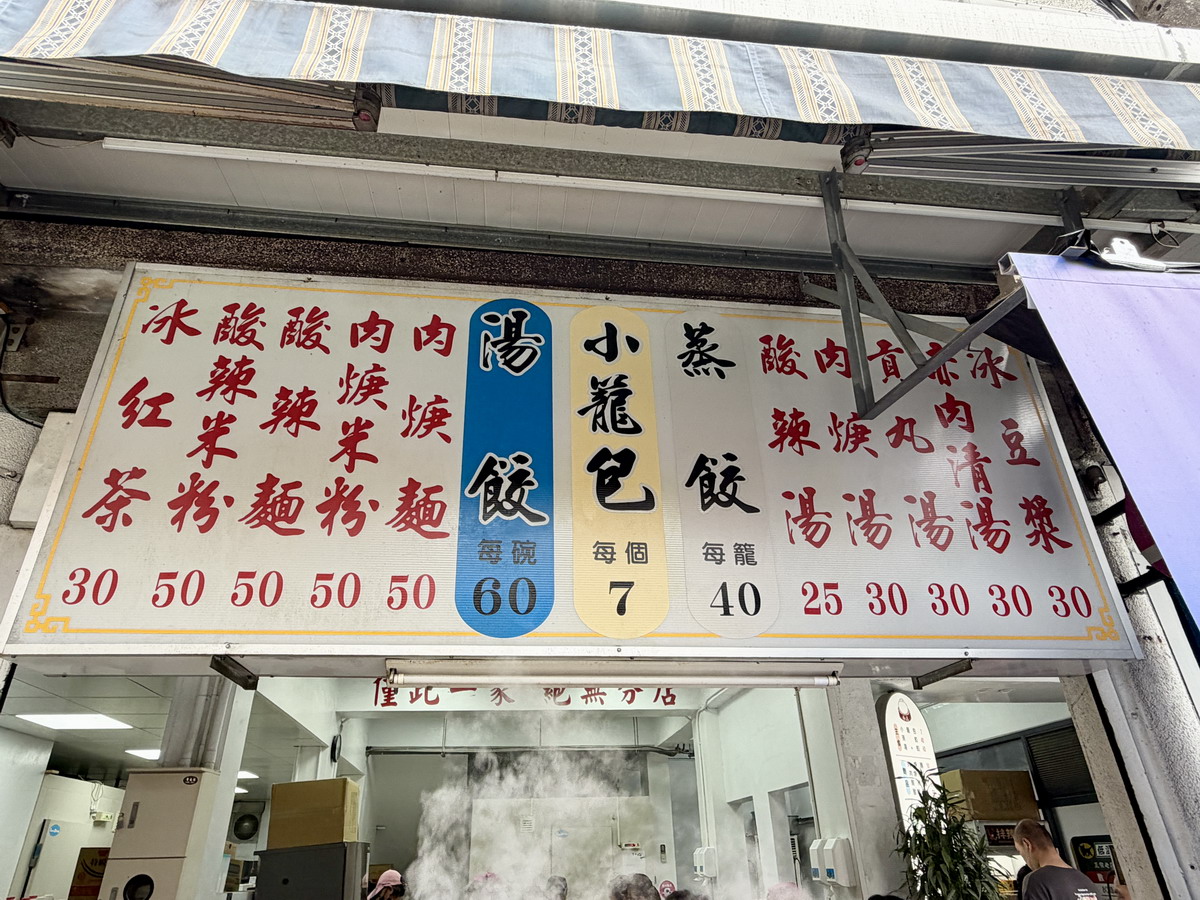 冰紅茶
30
酸辣米粉
50
酸辣麵
50
肉焿米粉
50
肉焿麵
50
湯餃
每碗
60
小籠包
每個
7
蒸餃
每籠
40
酸辣湯
25
肉焿湯
30
貢丸湯
30
赤肉清湯
30
冰豆漿
30
僅此一家 絕無分店